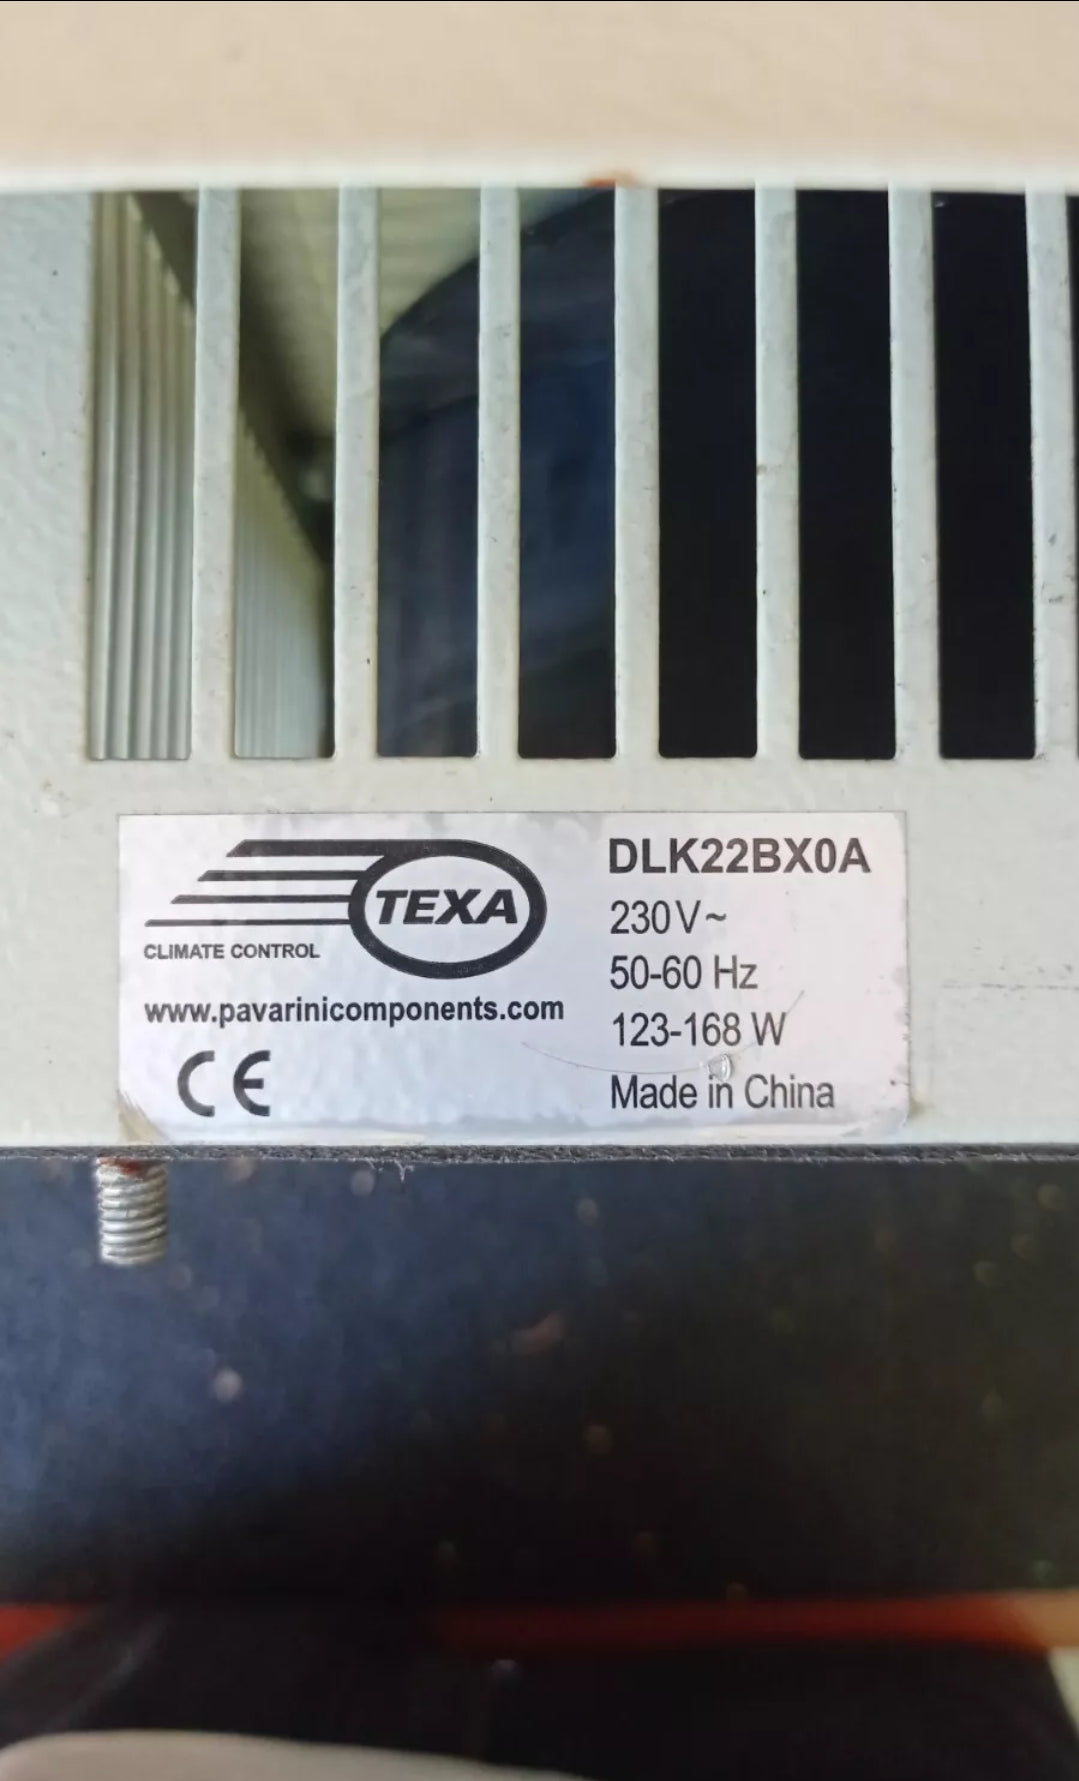 TEXA
CLIMATE CONTROL
www.pavarinicomponents.com
CE
DLK22BX0A
230V~
50-60 Hz
123-168 W
Made in China